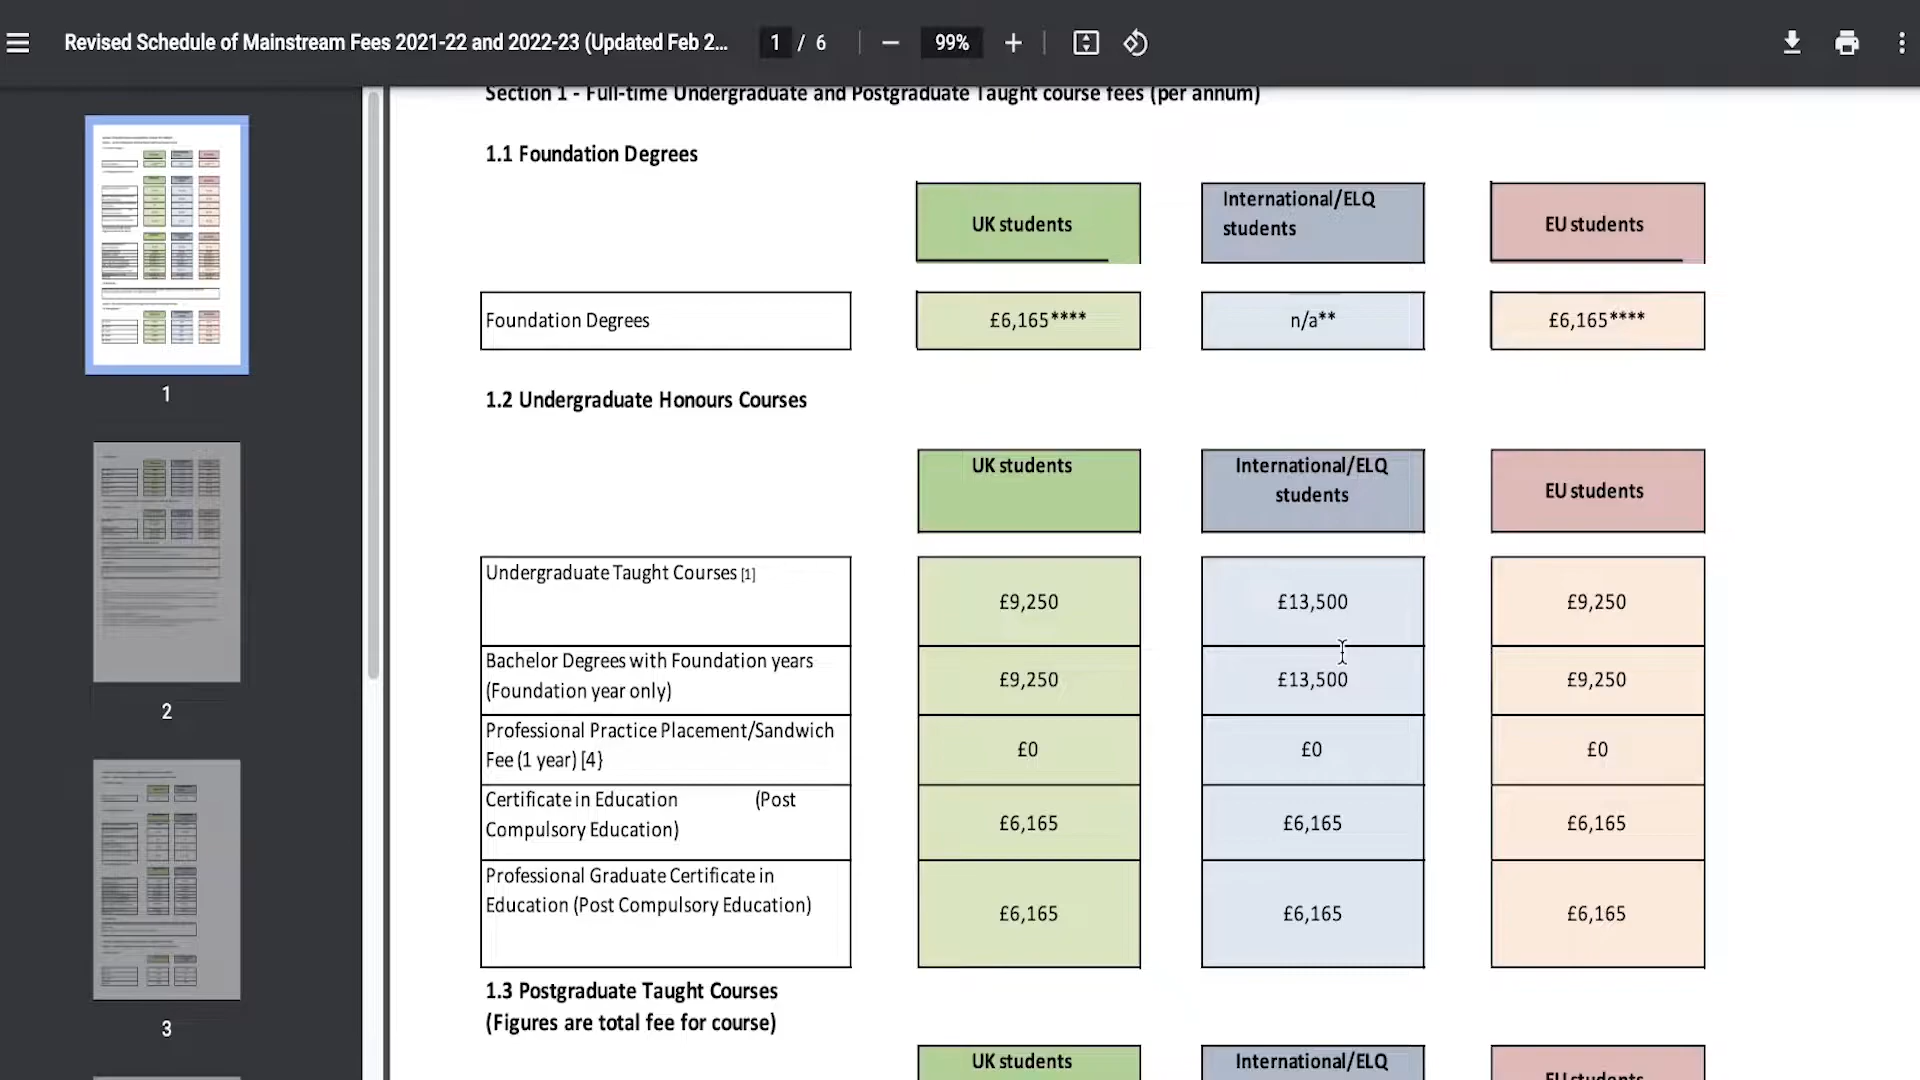 Revised Schedule of Mainstream Fees 2021-22 and 2022-23 (Updated Feb 2... 1 / 6 99%
Section 1 - Full-time Undergraduate and Postgraduate Taught course fees (per annum)
1.1 Foundation Degrees
UK students
International/ELQ
students
EU students
Foundation Degrees £6,165**** n/a** £6,165****
1.2 Undergraduate Honours Courses
UK students
International/ELQ
students
EU students
Undergraduate Taught Courses [1]
£9,250 £13,500 £9,250
Bachelor Degrees with Foundation years
(Foundation year only)
£9,250 £13,500 £9,250
Professional Practice Placement/Sandwich
Fee (1 year) [4}
£0 £0 £0
Certificate in Education (Post
Compulsory Education)
£6,165 £6,165 £6,165
Professional Graduate Certificate in
Education (Post Compulsory Education)
£6,165 £6,165 £6,165
1.3 Postgraduate Taught Courses
(Figures are total fee for course)
UK students International/ELQ
EU students
1
2
3